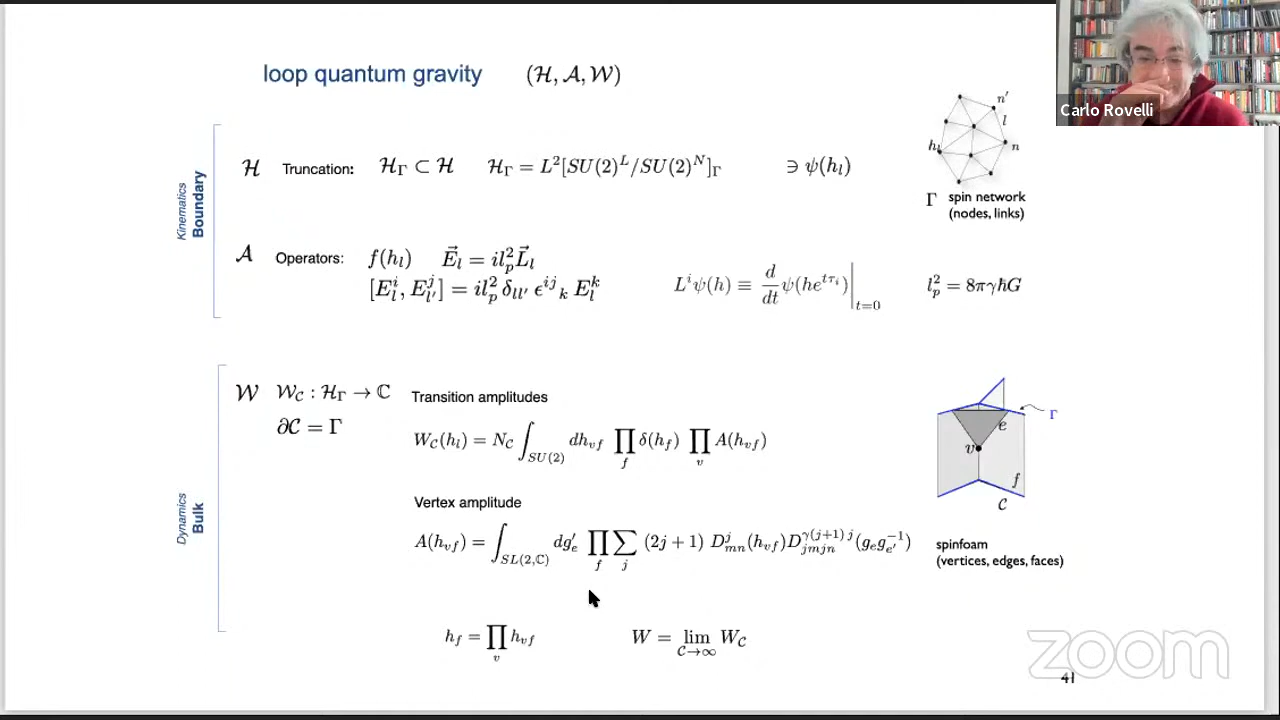 loop quantum gravity (ℋ, 𝒜, 𝒲)
Carlo Rovelli
n'
l
h_l
n
Γ spin network
(nodes, links)
Kinematics
Boundary
ℋ Truncation: ℋ_Γ ⊂ ℋ ℋ_Γ = L²[SU(2)^L/SU(2)^N]_Γ ∋ ψ(h_l)
𝒜 Operators: f(h_l) E⃗_l = il_p² L⃗_l
[E_l^i, E_{l'}^j] = il_p² δ_{ll'} ϵ^{ij}_k E_l^k L^i ψ(h) ≡ d/dt ψ(he^{tτ_i})|_{t=0} l_p² = 8πγℏG
Dynamics
Bulk
𝒲 𝒲_𝒞 : ℋ_Γ → ℂ Transition amplitudes
∂𝒞 = Γ
W_𝒞(h_l) = N_𝒞 ∫_{SU(2)} dh_{vf} ∏_f δ(h_f) ∏_v A(h_{vf})
Vertex amplitude
A(h_{vf}) = ∫_{SL(2,ℂ)} dg'_e ∏_f ∑_j (2j+1) D^j_{mn}(h_{vf}) D^{γ(j+1) j}_{jmjn}(g_e g_{e'}^{-1})
h_f = ∏_v h_{vf} W = lim_{𝒞→∞} W_𝒞
Γ
e
v
f
𝒞
spinfoam
(vertices, edges, faces)
zoom
41